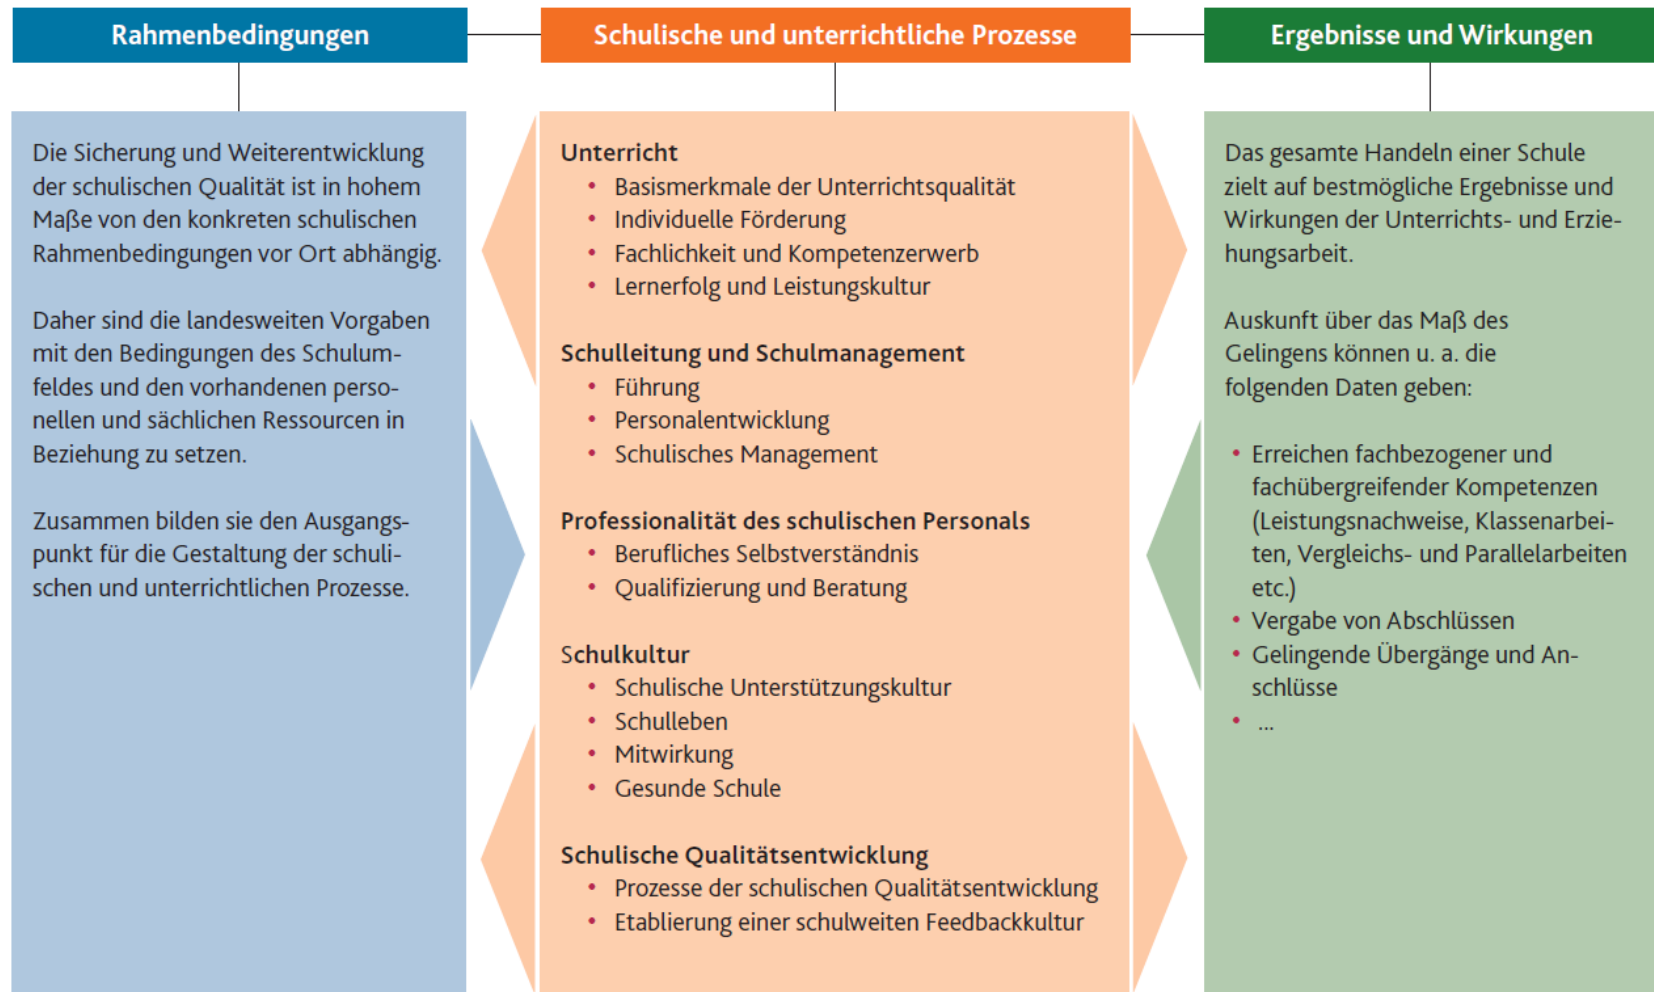 Rahmenbedingungen
Schulische und unterrichtliche Prozesse
Ergebnisse und Wirkungen
Die Sicherung und Weiterentwicklung
der schulischen Qualität ist in hohem
Maße von den konkreten schulischen
Rahmenbedingungen vor Ort abhängig.
Daher sind die landesweiten Vorgaben
mit den Bedingungen des Schulum-
feldes und den vorhandenen perso-
nellen und sächlichen Ressourcen in
Beziehung zu setzen.
Zusammen bilden sie den Ausgangs-
punkt für die Gestaltung der schuli-
schen und unterrichtlichen Prozesse.
Unterricht
• Basismerkmale der Unterrichtsqualität
• Individuelle Förderung
• Fachlichkeit und Kompetenzerwerb
• Lernerfolg und Leistungskultur
Schulleitung und Schulmanagement
• Führung
• Personalentwicklung
• Schulisches Management
Professionalität des schulischen Personals
• Berufliches Selbstverständnis
• Qualifizierung und Beratung
Schulkultur
• Schulische Unterstützungskultur
• Schulleben
• Mitwirkung
• Gesunde Schule
Schulische Qualitätsentwicklung
• Prozesse der schulischen Qualitätsentwicklung
• Etablierung einer schulweiten Feedbackkultur
Das gesamte Handeln einer Schule
zielt auf bestmögliche Ergebnisse und
Wirkungen der Unterrichts- und Erzie-
hungsarbeit.
Auskunft über das Maß des
Gelingens können u. a. die
folgenden Daten geben:
• Erreichen fachbezogener und
fachübergreifender Kompetenzen
(Leistungsnachweise, Klassenarbei-
ten, Vergleichs- und Parallelarbeiten
etc.)
• Vergabe von Abschlüssen
• Gelingende Übergänge und An-
schlüsse
• ...